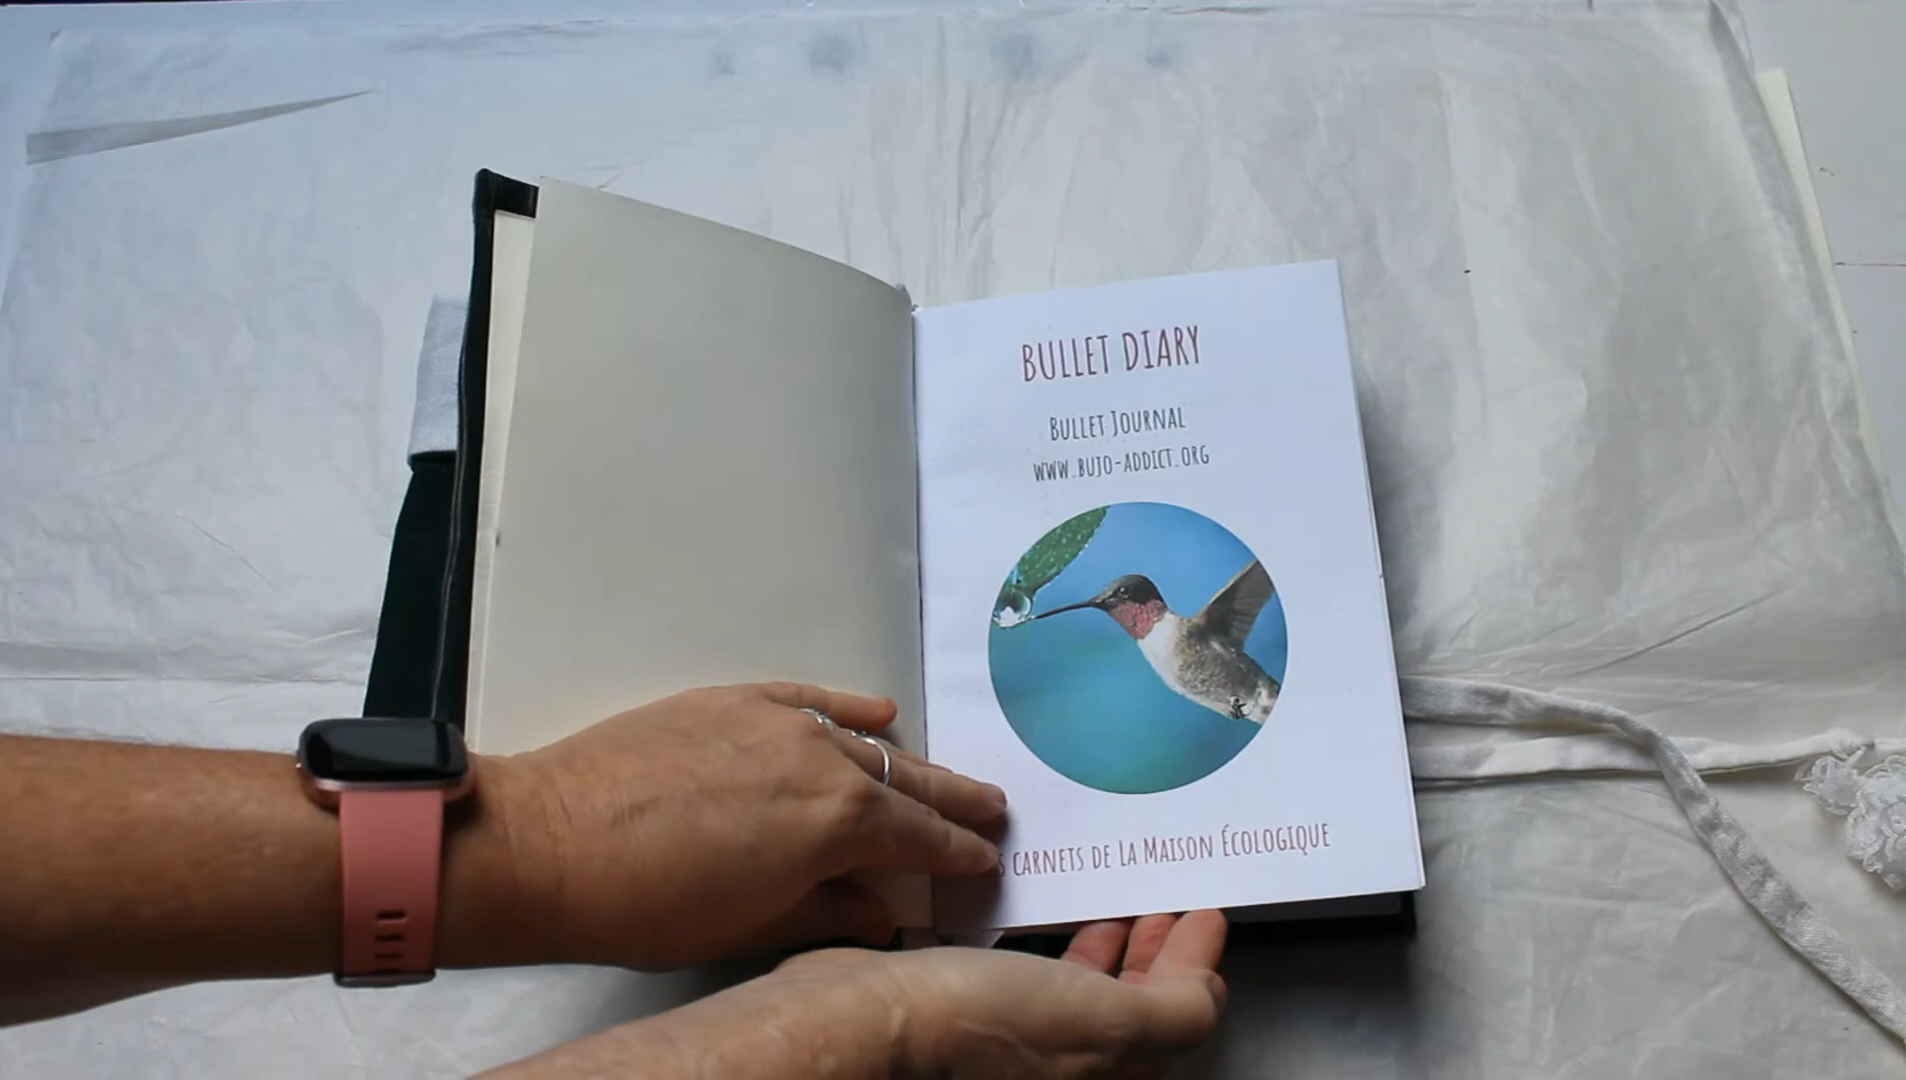 BULLET DIARY
BULLET JOURNAL
WWW.BUJO-ADDICT.ORG
CARNETS DE LA MAISON ÉCOLOGIQUE